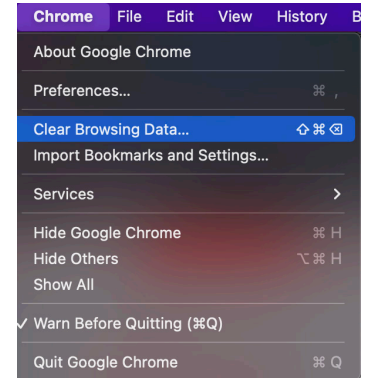 Chrome File Edit View History B
About Google Chrome
Preferences... ⌘ ,
Clear Browsing Data... ⇧⌘⌫
Import Bookmarks and Settings...
Services >
Hide Google Chrome ⌘ H
Hide Others ⌥⌘ H
Show All
✓ Warn Before Quitting (⌘Q)
Quit Google Chrome ⌘ Q